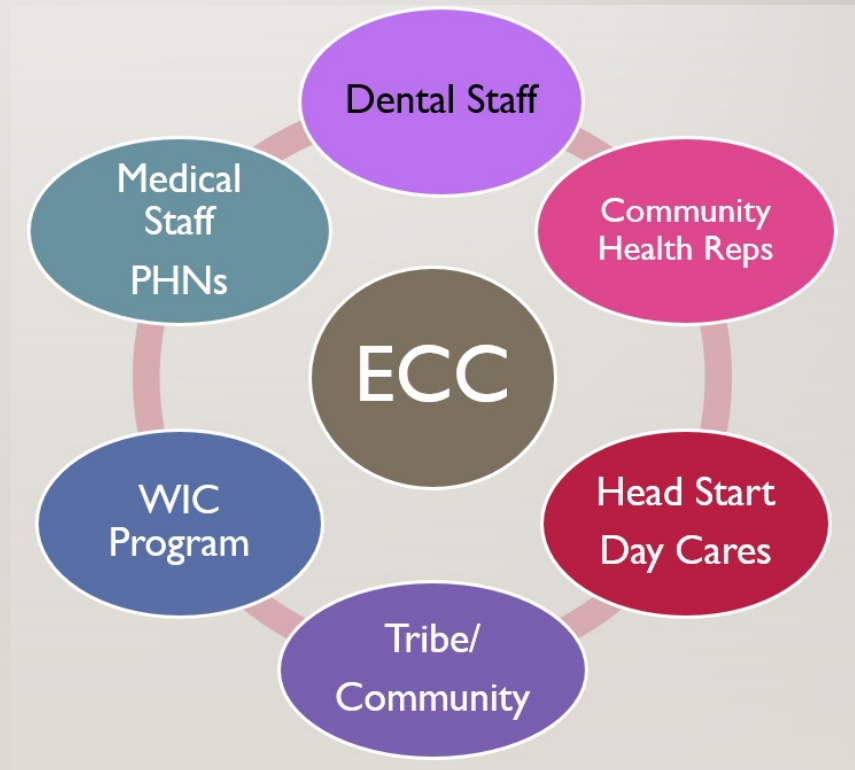 Dental Staff
Medical
Staff
PHNs
Community
Health Reps
ECC
WIC
Program
Head Start
Day Cares
Tribe/
Community